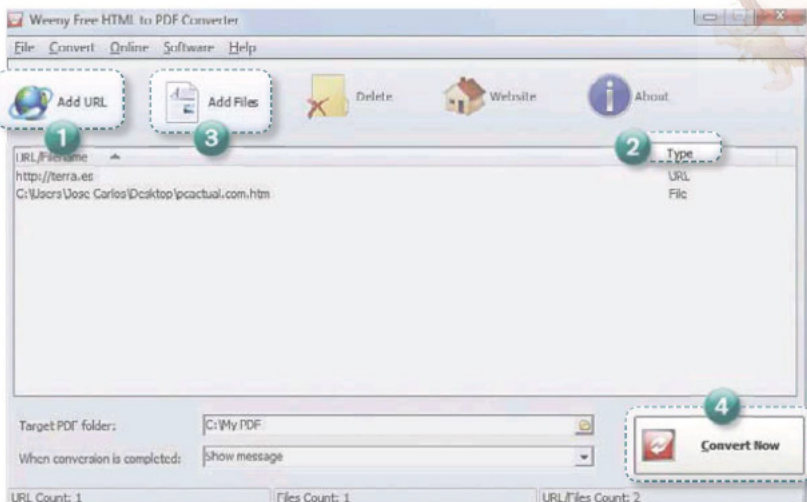 Weeny Free HTML to PDF Converter
File Convert Online Software Help
Add URL Add Files Delete Website About
1 3 2
URL/Filename Type
http://terra.es URL
C:\Users\Jose Carlos\Desktop\pcactual.com.htm File
4
Target PDF folder: C:\My PDF
Convert Now
When conversion is completed: Show message
URL Count: 1 Files Count: 1 URL/Files Count: 2